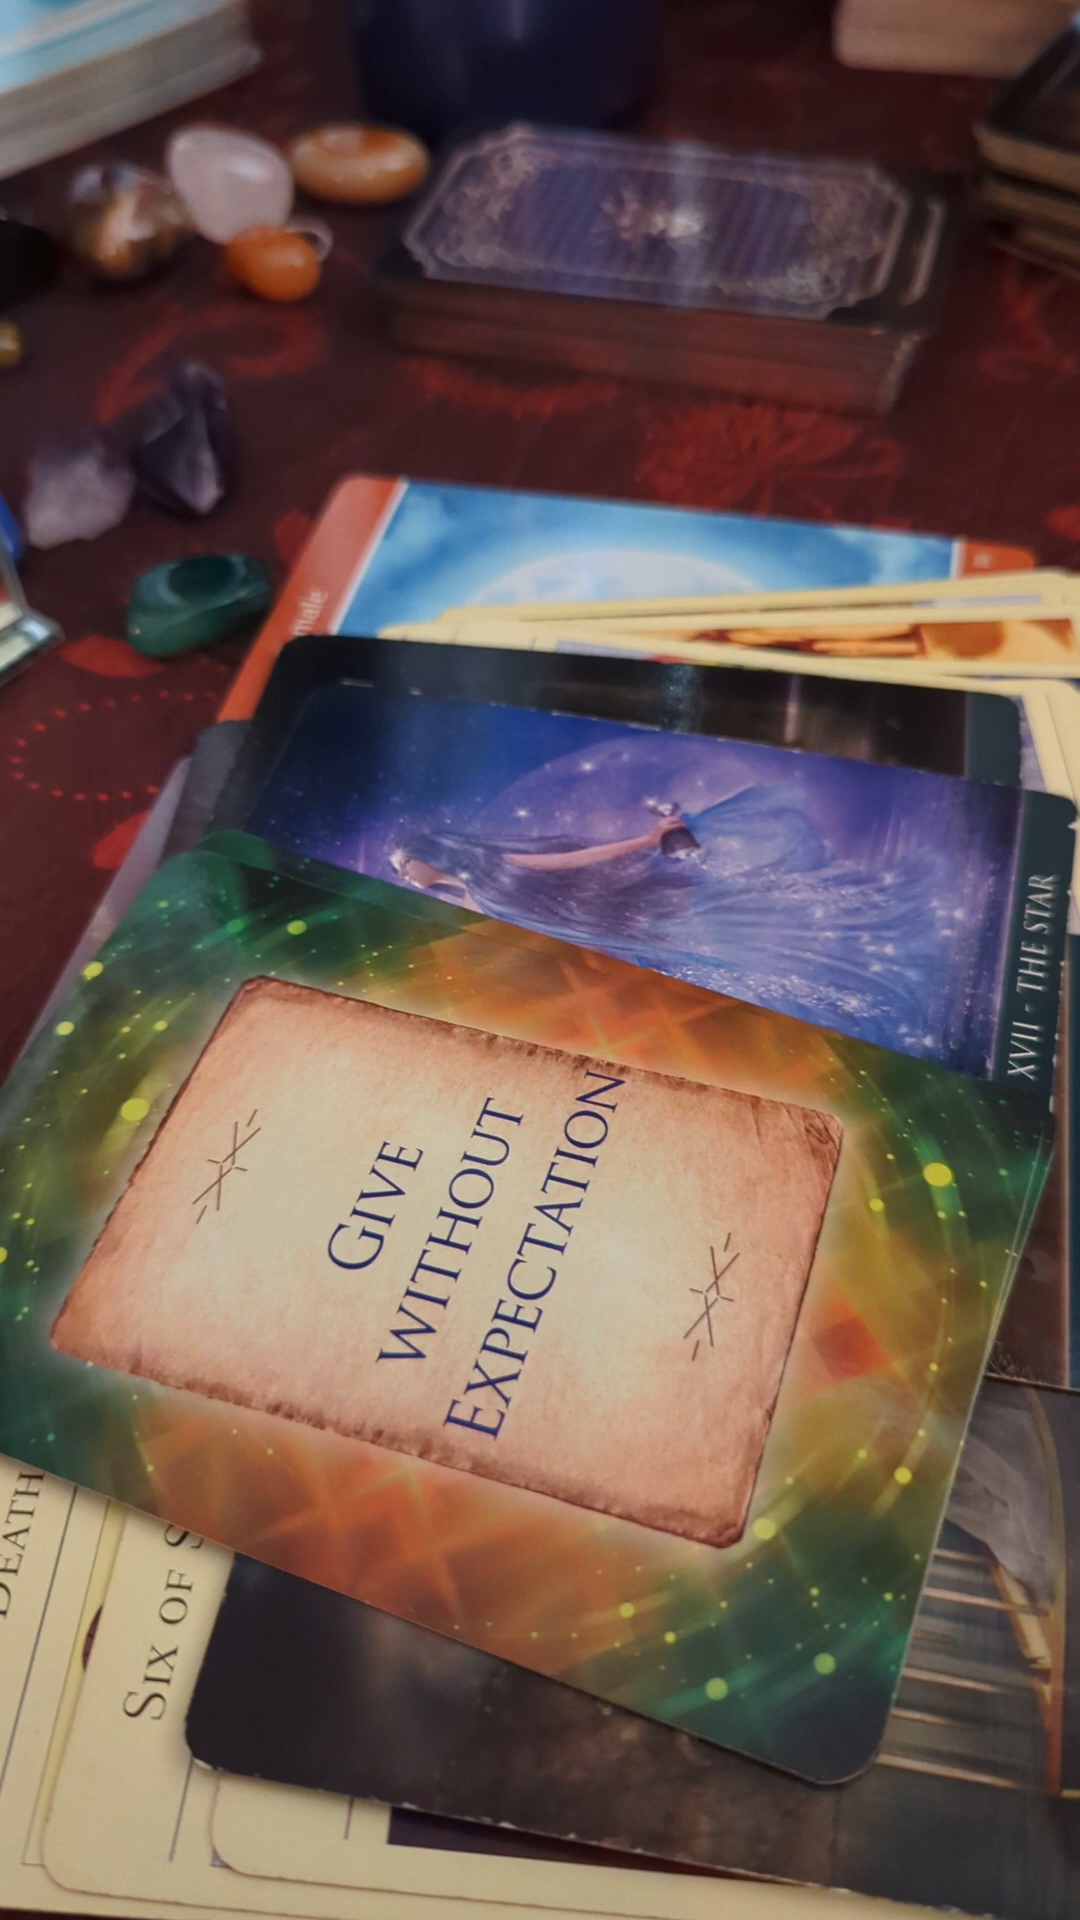 GIVE
WITHOUT
EXPECTATION
XVII - THE STAR
DEATH
SIX OF